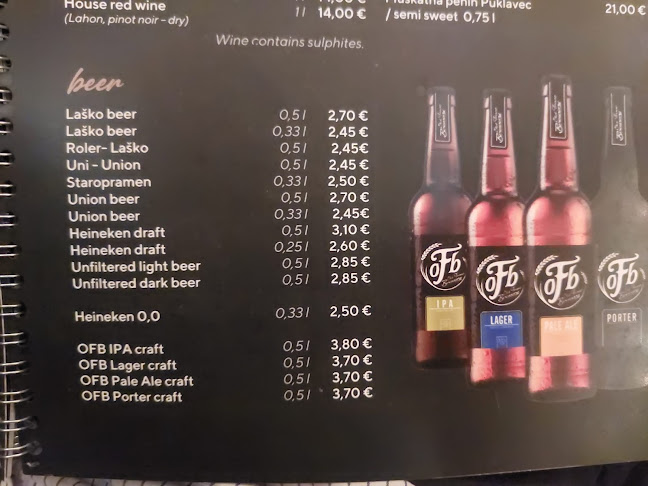 House red wine
(Lahon, pinot noir - dry) 1 l 14,00 €
/ semi sweet 0,75 l 21,00 €
Wine contains sulphites.
beer
Laško beer 0,5 l 2,70 €
Laško beer 0,33 l 2,45 €
Roler- Laško 0,5 l 2,45€
Uni - Union 0,5 l 2,45 €
Staropramen 0,33 l 2,50 €
Union beer 0,5 l 2,70 €
Union beer 0,33 l 2,45€
Heineken draft 0,5 l 3,10 €
Heineken draft 0,25 l 2,60 €
Unfiltered light beer 0,5 l 2,85 €
Unfiltered dark beer 0,5 l 2,85 €
Heineken 0,0 0,33 l 2,50 €
OFB IPA craft 0,5 l 3,80 €
OFB Lager craft 0,5 l 3,70 €
OFB Pale Ale craft 0,5 l 3,70 €
OFB Porter craft 0,5 l 3,70 €
OFb
IPA
OFb
LAGER
OFb
PALE ALE
OFb
PORTER